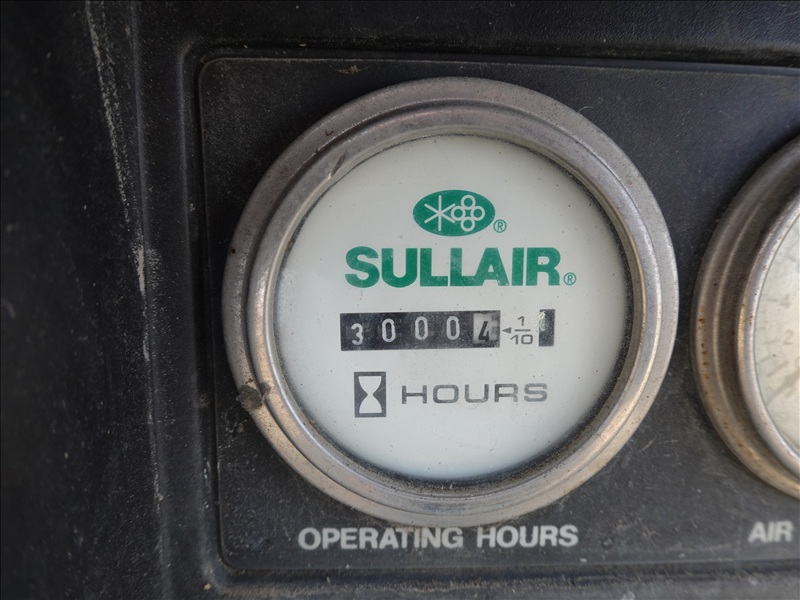 ®
SULLAIR®
30004 ◄1/10
HOURS
OPERATING HOURS
AIR